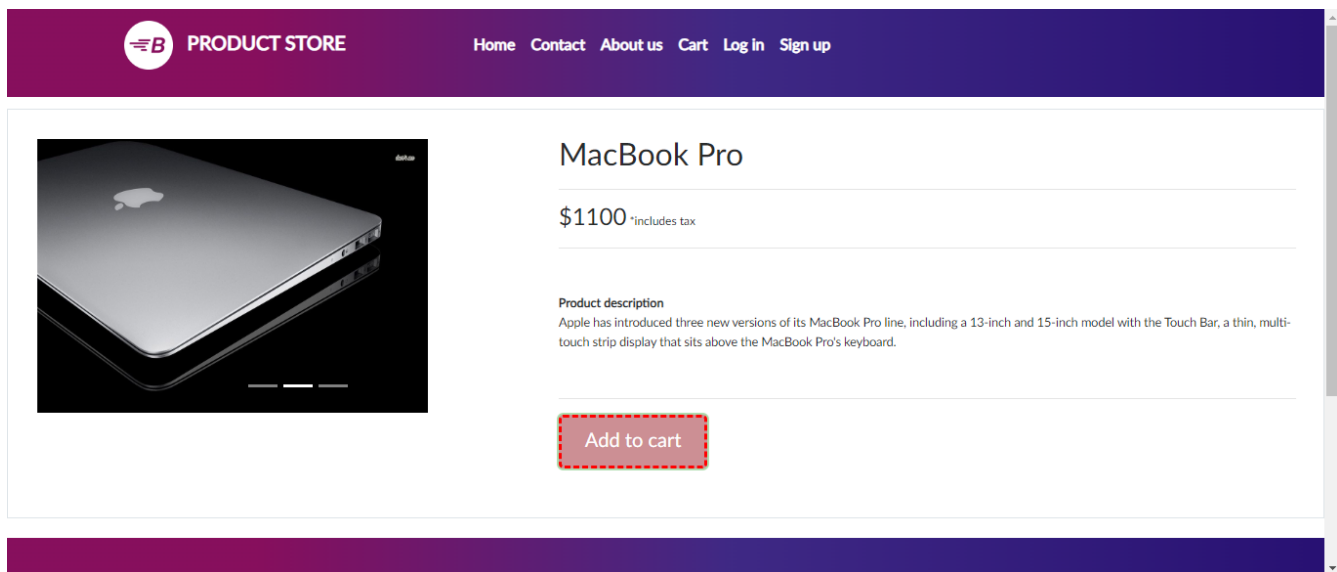 B PRODUCT STORE
Home Contact About us Cart Log in Sign up
MacBook Pro
$1100 *includes tax
Product description
Apple has introduced three new versions of its MacBook Pro line, including a 13-inch and 15-inch model with the Touch Bar, a thin, multi-
touch strip display that sits above the MacBook Pro's keyboard.
Add to cart